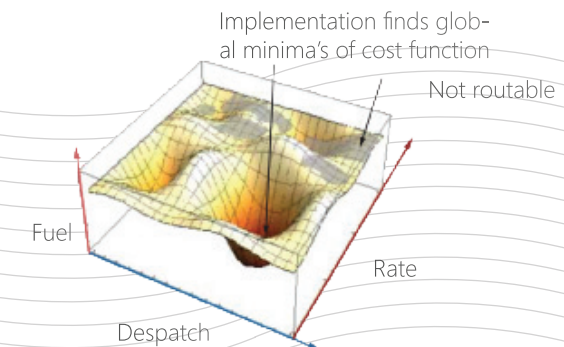 Implementation finds glob-
al minima's of cost function
Not routable
Fuel
Rate
Despatch